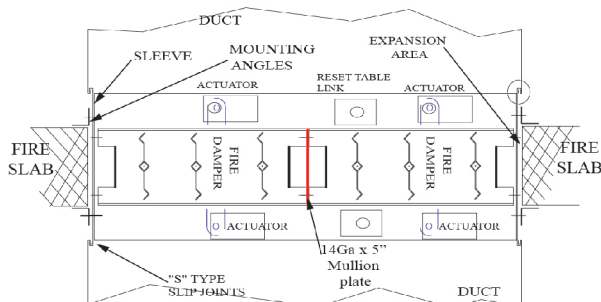 DUCT
SLEEVE
MOUNTING
ANGLES
EXPANSION
AREA
ACTUATOR
RESET TABLE
LINK
ACTUATOR
FIRE
SLAB
FIRE
DAMPER
FIRE
DAMPER
FIRE
SLAB
ACTUATOR
ACTUATOR
"S" TYPE
SLIP JOINTS
14Ga x 5”
Mullion
plate
DUCT